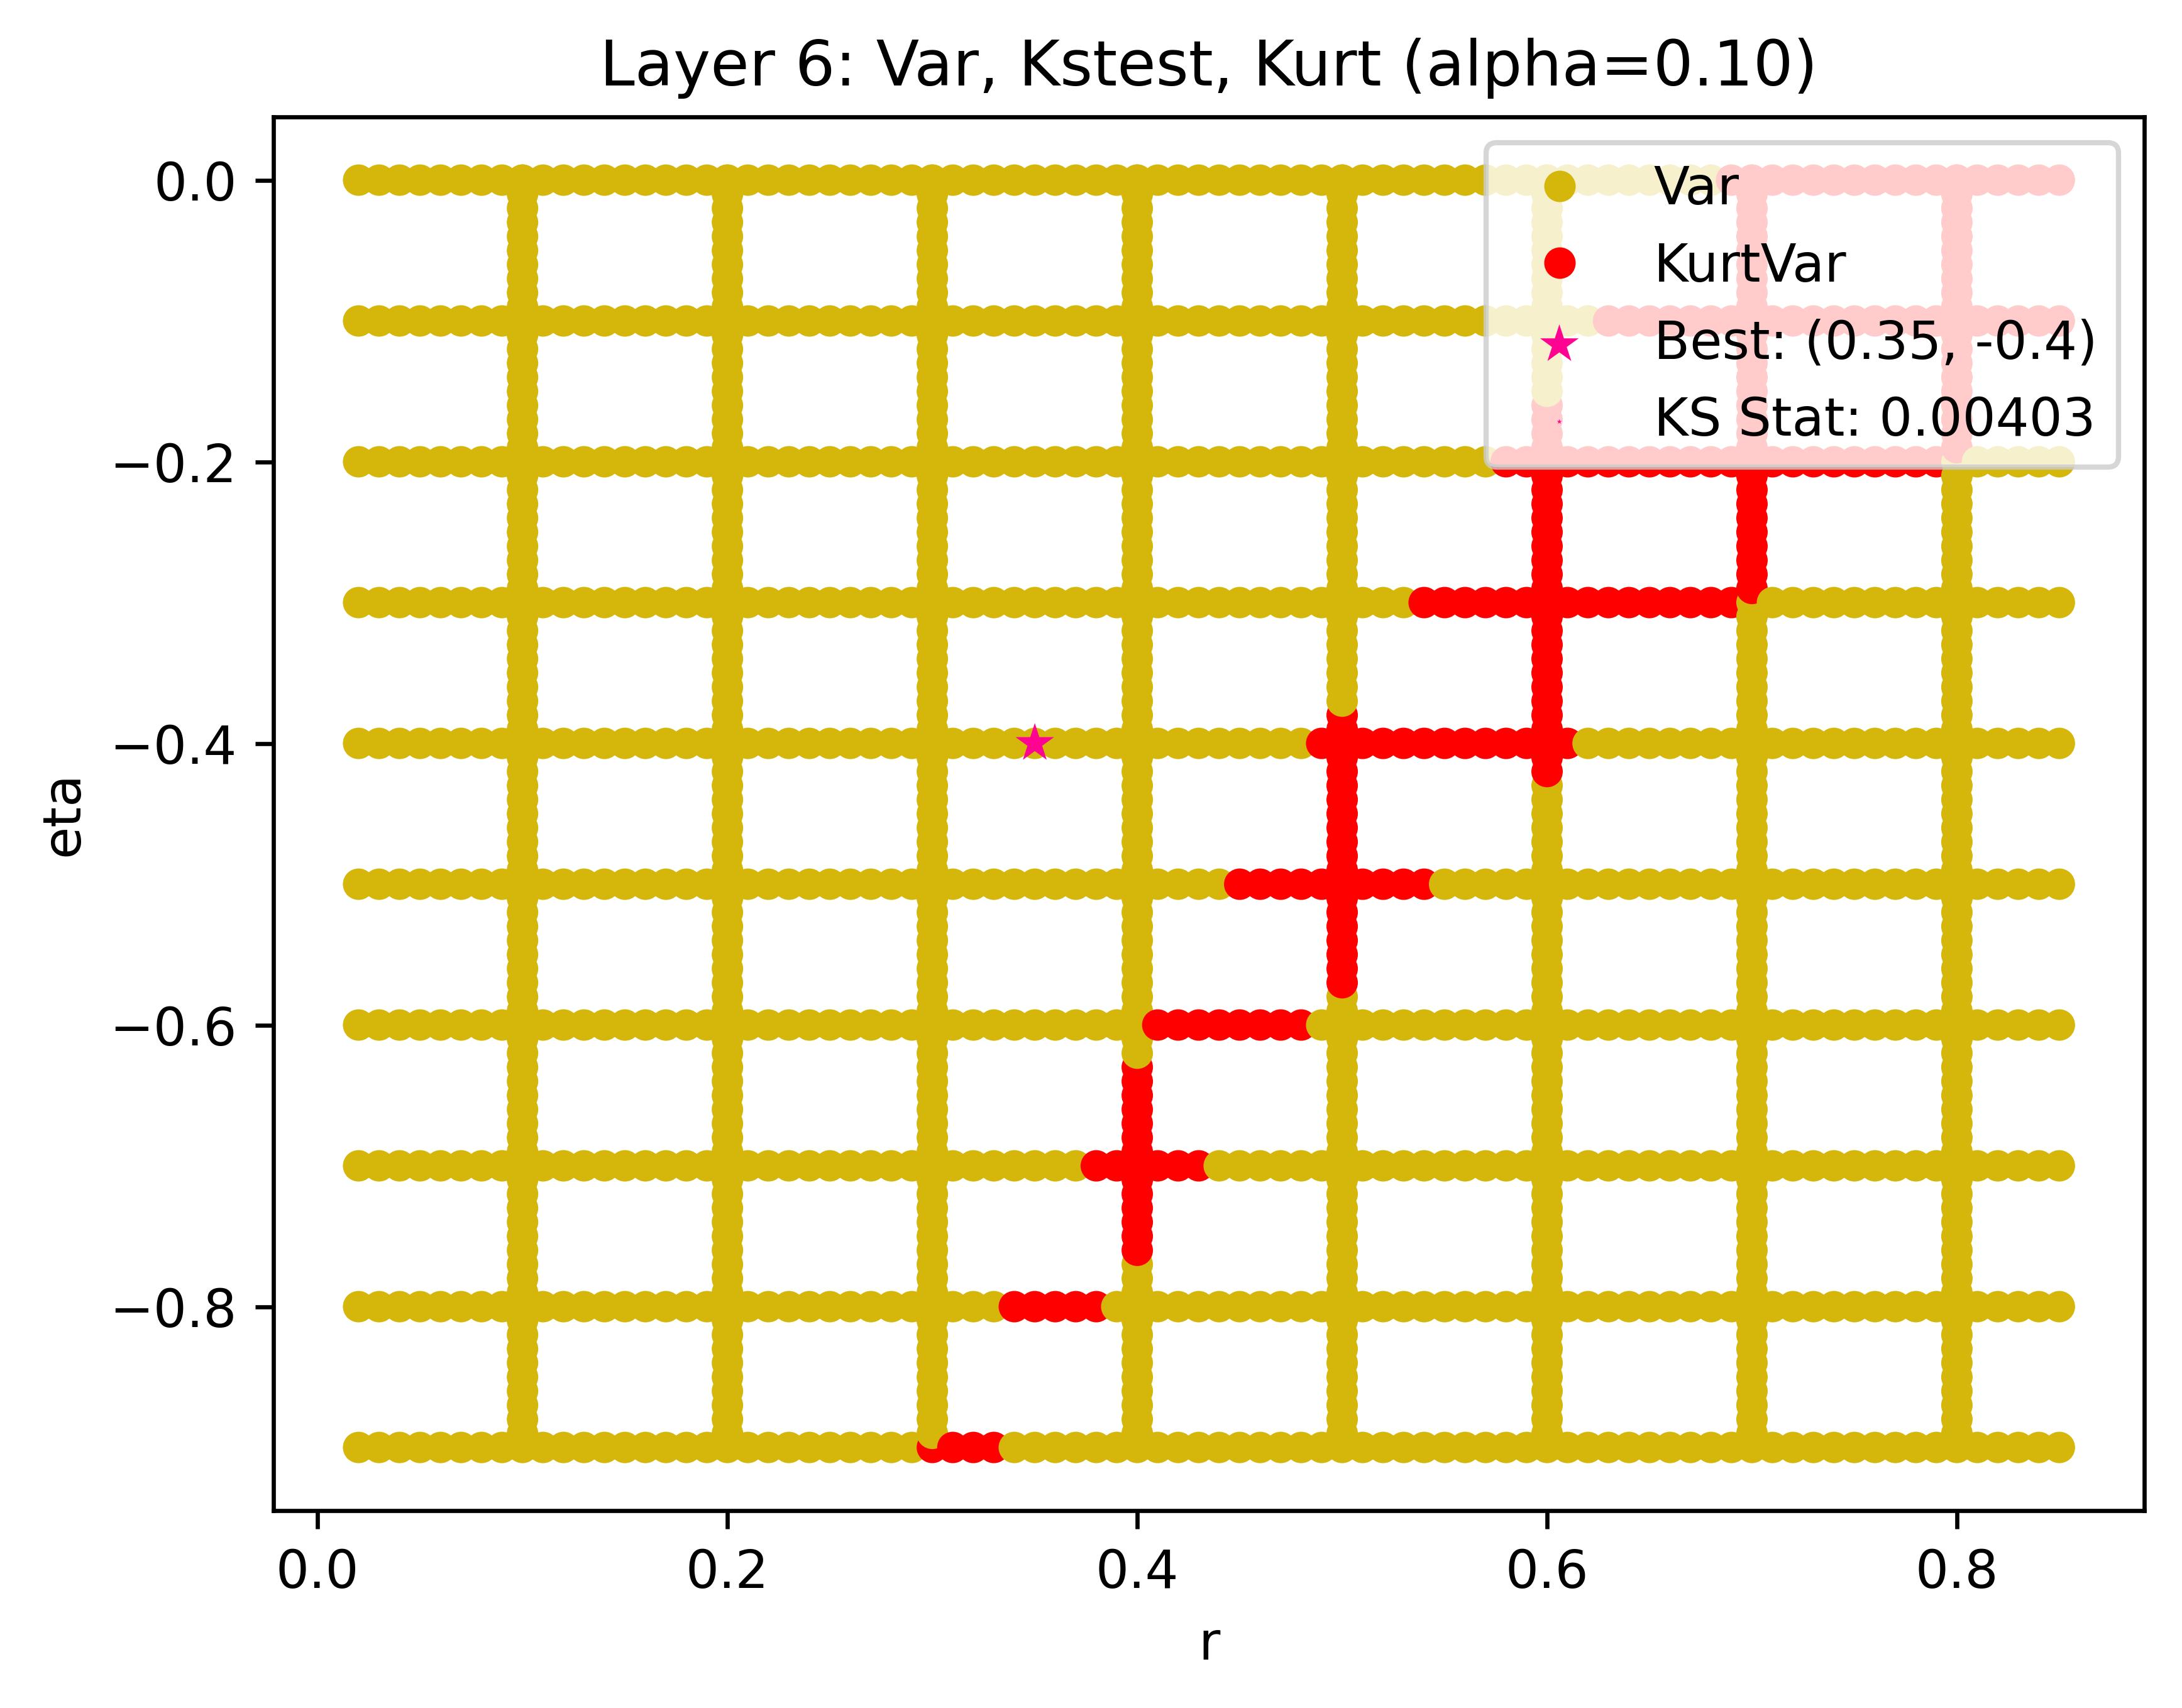 Layer 6: Var, Kstest, Kurt (alpha=0.10)
Var
KurtVar
Best: (0.35, -0.4)
KS Stat: 0.00403
0.0
−0.2
−0.4
−0.6
−0.8
eta
0.0 0.2 0.4 0.6 0.8
r